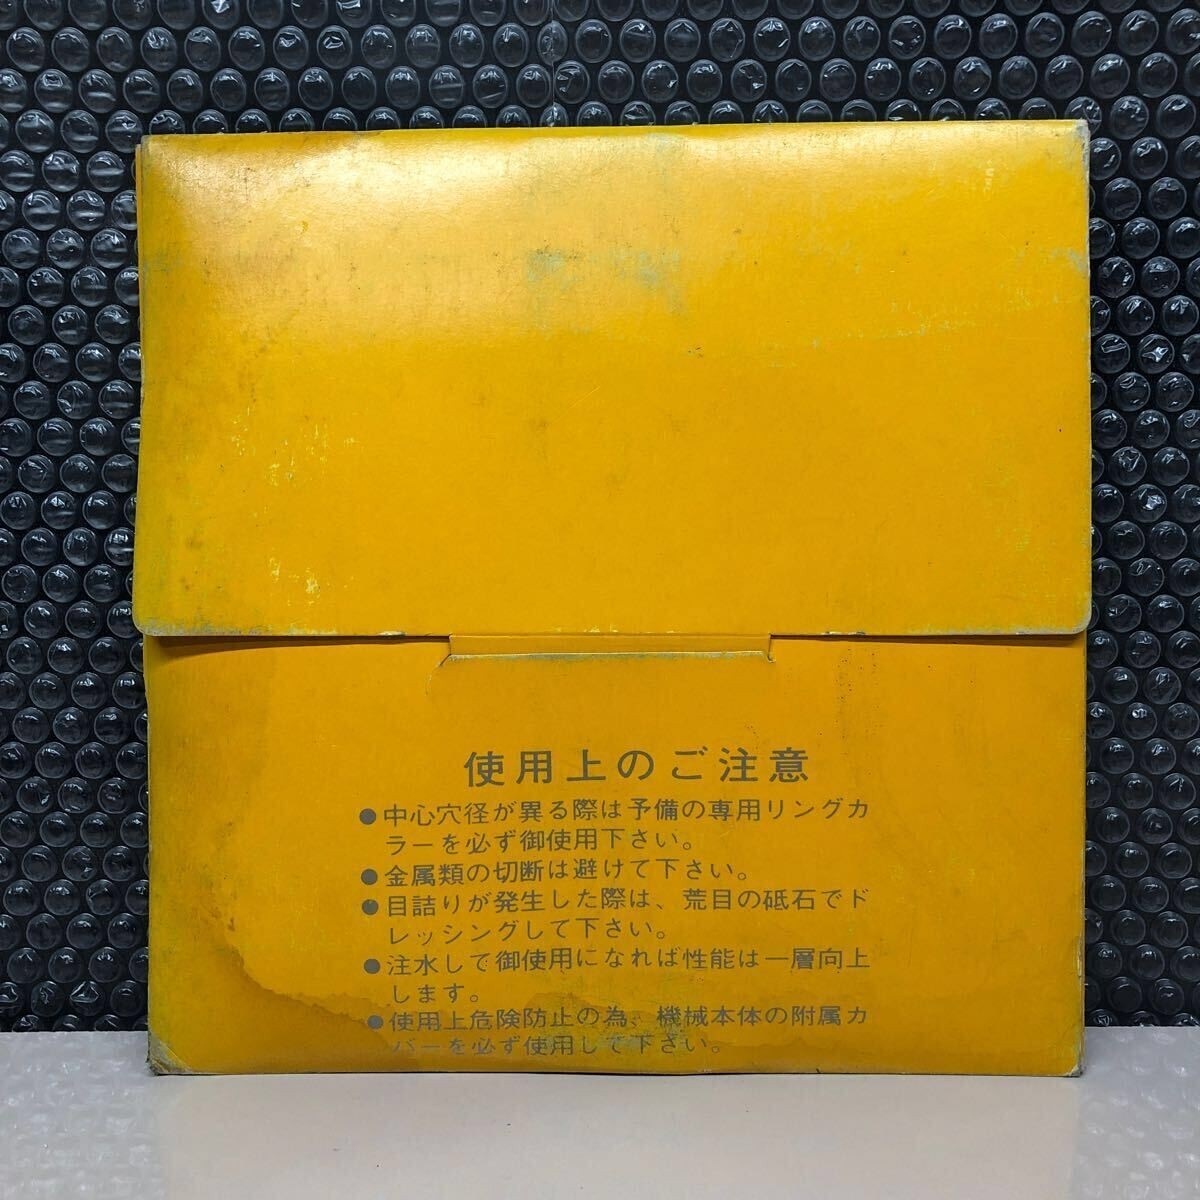 使用上のご注意
●中心穴径が異る際は予備の専用リングカ
ラーを必ず御使用下さい。
●金属類の切断は避けて下さい。
●目詰りが発生した際は、荒目の砥石でド
レッシングして下さい。
●注水して御使用になれば性能は一層向上
します。
●使用上危険防止の為、機械本体の附属カ
バーを必ず使用して下さい。